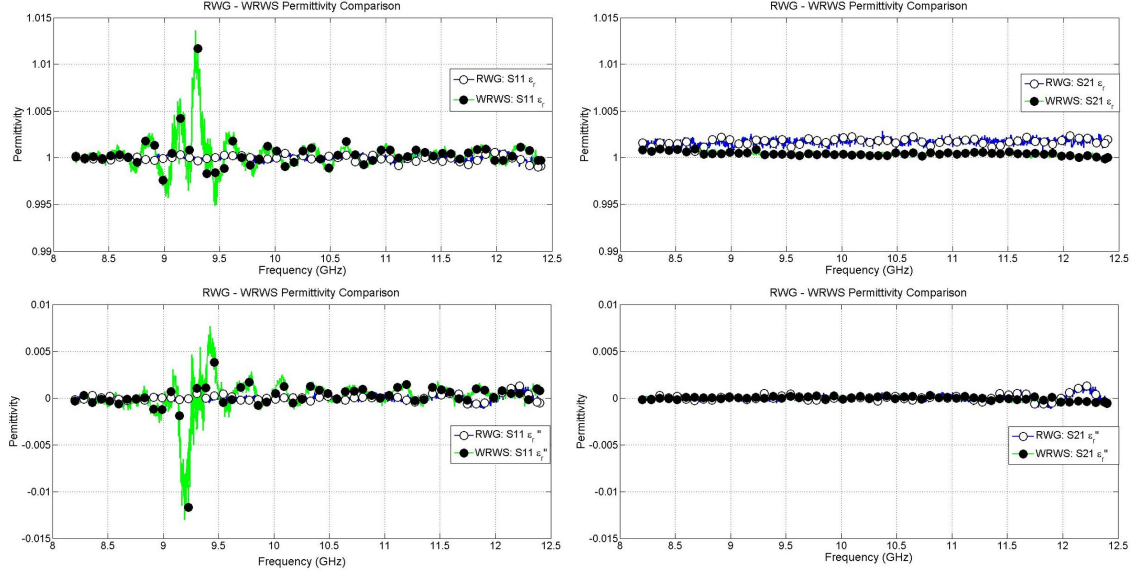 RWG - WRWS Permittivity Comparison
1.015
1.01
1.005
1
0.995
0.99
Permittivity
RWG: S11 εr
WRWS: S11 εr
8 8.5 9 9.5 10 10.5 11 11.5 12 12.5
Frequency (GHz)
RWG - WRWS Permittivity Comparison
1.015
1.01
1.005
1
0.995
0.99
Permittivity
RWG: S21 εr
WRWS: S21 εr
8 8.5 9 9.5 10 10.5 11 11.5 12 12.5
Frequency (GHz)
RWG - WRWS Permittivity Comparison
0.01
0.005
0
-0.005
-0.01
-0.015
Pemittivity
RWG: S11 εr"
WRWS: S11 εr"
8 8.5 9 9.5 10 10.5 11 11.5 12 12.5
Frequency (GHz)
RWG - WRWS Permittivity Comparison
0.01
0.005
0
-0.005
-0.01
-0.015
Permittivity
RWG: S21 εr"
WRWS: S21 εr"
8 8.5 9 9.5 10 10.5 11 11.5 12 12.5
Frequency (GHz)